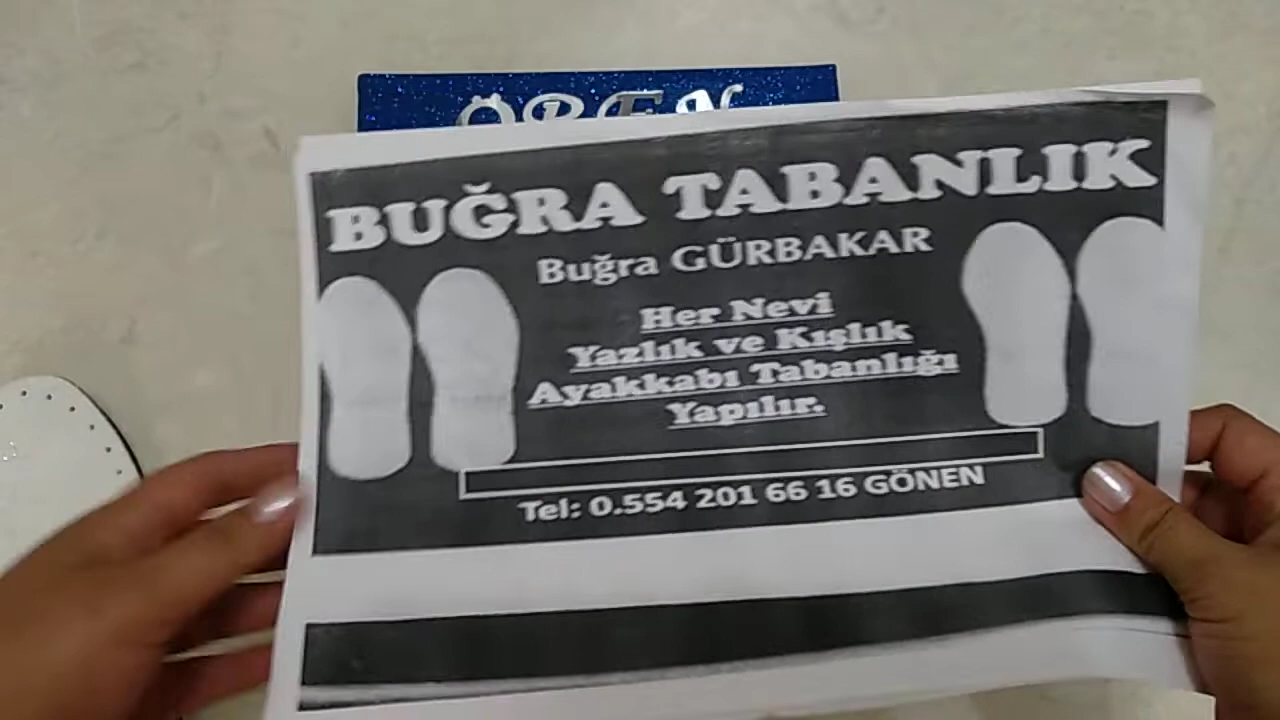 ÖREN
BUĞRA TABANLIK
Buğra GÜRBAKAR
Her Nevi
Yazlık ve Kışlık
Ayakkabı Tabanlığı
Yapılır.
Tel: 0.554 201 66 16 GÖNEN